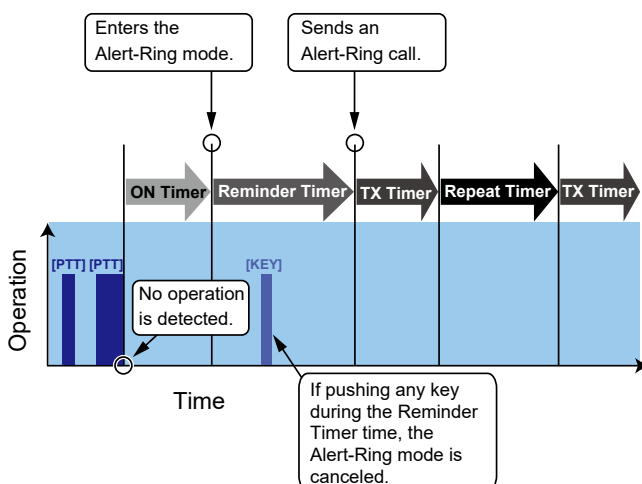 Enters the
Alert-Ring mode.
Sends an
Alert-Ring call.
ON Timer
Reminder Timer
TX Timer
Repeat Timer
TX Timer
[PTT] [PTT]
[KEY]
No operation
is detected.
Operation
Time
If pushing any key
during the Reminder
Timer time, the
Alert-Ring mode is
canceled.